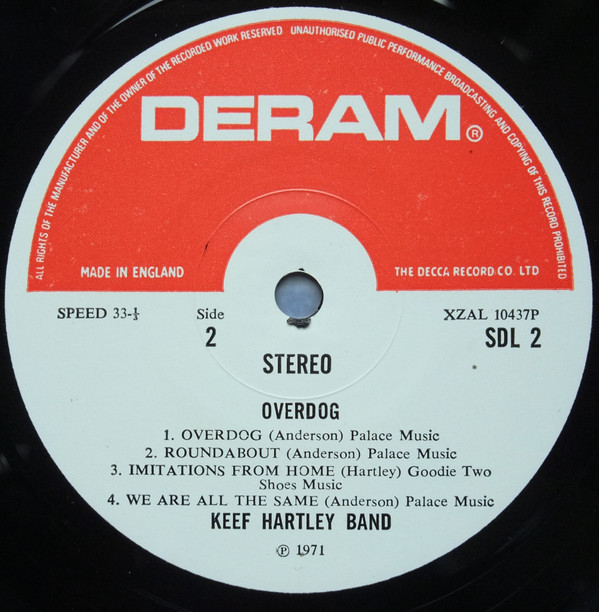 ALL RIGHTS OF THE MANUFACTURER AND OF THE OWNER OF THE RECORDED WORK RESERVED UNAUTHORISED PUBLIC PERFORMANCE BROADCASTING AND COPYING OF THIS RECORD PROHIBITED
DERAM®
MADE IN ENGLAND THE DECCA RECORD CO. LTD
SPEED 33-⅓ Side XZAL 10437P
2 SDL 2
STEREO
OVERDOG
1. OVERDOG (Anderson) Palace Music
2. ROUNDABOUT (Anderson) Palace Music
3. IMITATIONS FROM HOME (Hartley) Goodie Two
Shoes Music
4. WE ARE ALL THE SAME (Anderson) Palace Music
KEEF HARTLEY BAND
℗ 1971